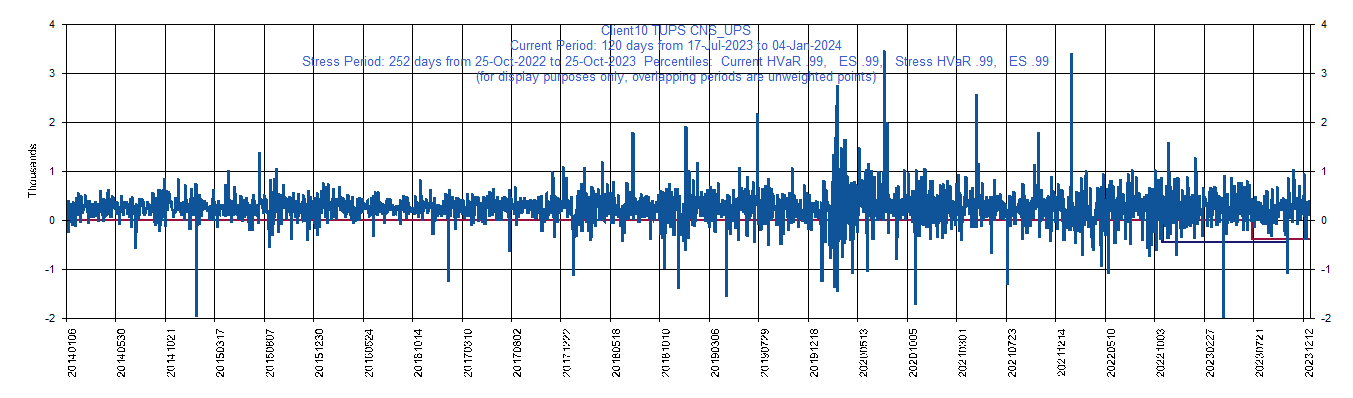 Client10 TUPS CNS_UPS
Current Period: 120 days from 17-Jul-2023 to 04-Jan-2024
Stress Period: 252 days from 25-Oct-2022 to 25-Oct-2023 Percentiles: Current HVaR .99, ES .99, Stress HVaR .99, ES .99
(for display purposes only, overlapping periods are unweighted points)
4 4
3 3
2 2
1 1
Thousands
0 0
-1 -1
-2 -2
20140106 20140530 20141021 20150317 20150807 20151230 20160524 20161014 20170310 20170802 20171222 20180518 20181010 20190306 20190729 20191218 20200513 20201005 20210301 20210723 20211214 20220510 20221003 20230227 20230721 20231212